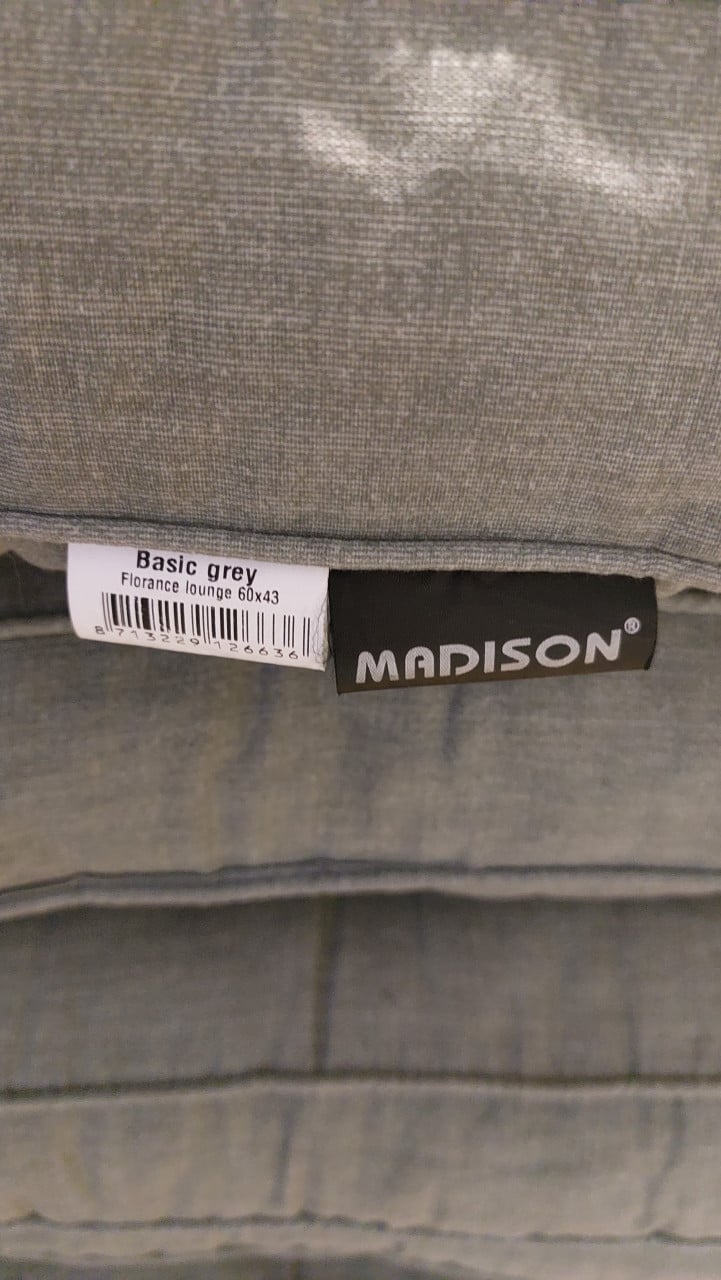 Basic grey
Florance lounge 60x43
8 713229 126636
MADISON®